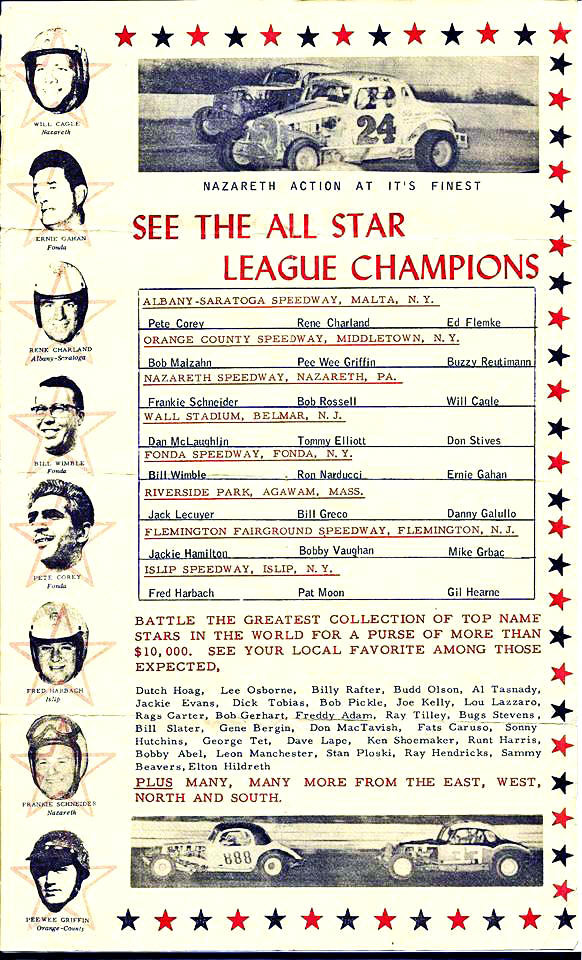 WILL CAGLE
Nazareth
ERNIE GAHAN
Fonda
RENE CHARLAND
Albany-Saratoga
BILL WIMBLE
Fonda
PETE COREY
Fonda
FRED HARBACH
Islip
FRANKIE SCHNEIDER
Nazareth
PEEWEE GRIFFIN
Orange-County
24
NAZARETH ACTION AT IT'S FINEST
SEE THE ALL STAR
LEAGUE CHAMPIONS
ALBANY-SARATOGA SPEEDWAY, MALTA, N.Y.
Pete Corey Rene Charland Ed Flemke
ORANGE COUNTY SPEEDWAY, MIDDLETOWN, N.Y.
Bob Malzahn Pee Wee Griffin Buzzy Reutimann
NAZARETH SPEEDWAY, NAZARETH, PA.
Frankie Schneider Bob Rossell Will Cagle
WALL STADIUM, BELMAR, N.J.
Dan McLaughlin Tommy Elliott Don Stives
FONDA SPEEDWAY, FONDA, N.Y.
Bill Wimble Ron Narducci Ernie Gahan
RIVERSIDE PARK, AGAWAM, MASS.
Jack Lecuyer Bill Greco Danny Galullo
FLEMINGTON FAIRGROUND SPEEDWAY, FLEMINGTON, N.J.
Jackie Hamilton Bobby Vaughan Mike Grbac
ISLIP SPEEDWAY, ISLIP, N.Y.
Fred Harbach Pat Moon Gil Hearne
BATTLE THE GREATEST COLLECTION OF TOP NAME
STARS IN THE WORLD FOR A PURSE OF MORE THAN
$10,000. SEE YOUR LOCAL FAVORITE AMONG THOSE
EXPECTED,
Dutch Hoag, Lee Osborne, Billy Rafter, Budd Olson, Al Tasnady,
Jackie Evans, Dick Tobias, Bob Pickle, Joe Kelly, Lou Lazzaro,
Rags Carter, Bob Gerhart, Freddy Adam, Ray Tilley, Bugs Stevens,
Bill Slater, Gene Bergin, Don MacTavish, Fats Caruso, Sonny
Hutchins, George Tet, Dave Lape, Ken Shoemaker, Runt Harris,
Bobby Abel, Leon Manchester, Stan Ploski, Ray Hendricks, Sammy
Beavers, Elton Hildreth
PLUS MANY, MANY MORE FROM THE EAST, WEST,
NORTH AND SOUTH.
888